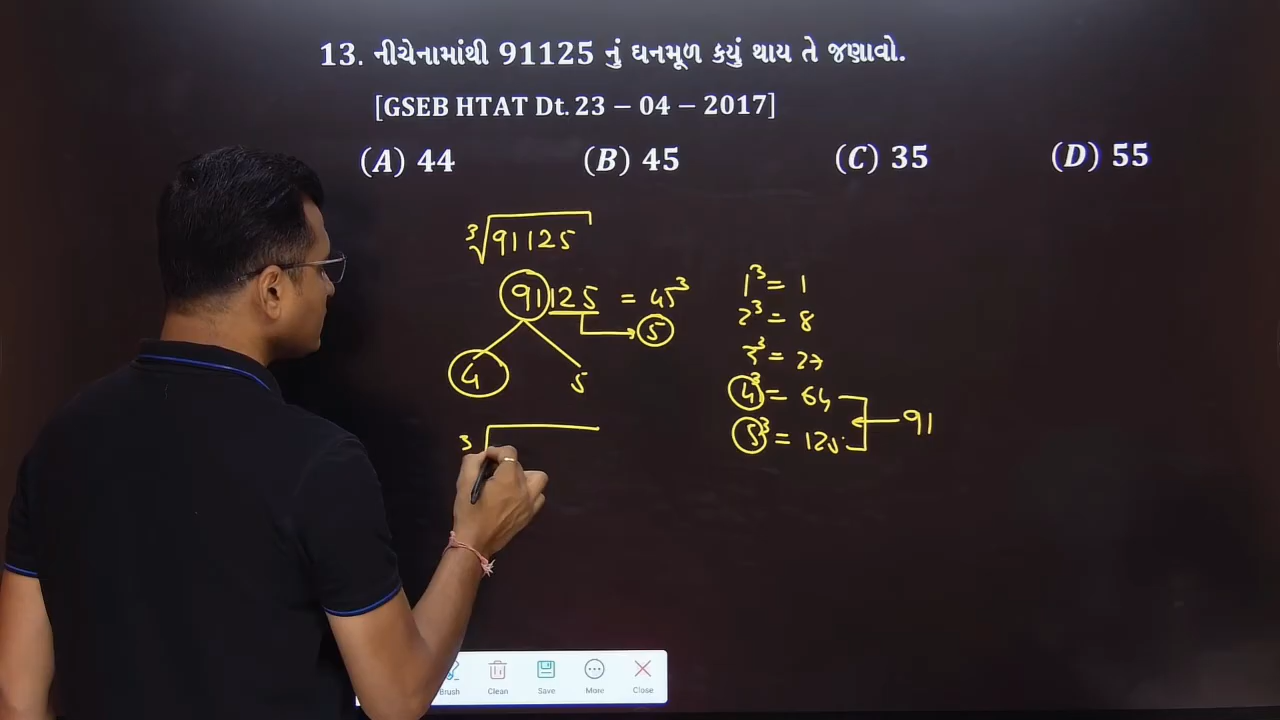 13. નીચેનામાંથી 91125 નું ઘનમૂળ કયું થાય તે જણાવો.
[GSEB HTAT Dt. 23 – 04 – 2017]
(A) 44 (B) 45 (C) 35 (D) 55
∛91125
91125 = 45³
5
4 5
3√
1³ = 1
2³ = 8
3³ = 27
4³ = 64
91
5³ = 125
Brush Clean Save More Close